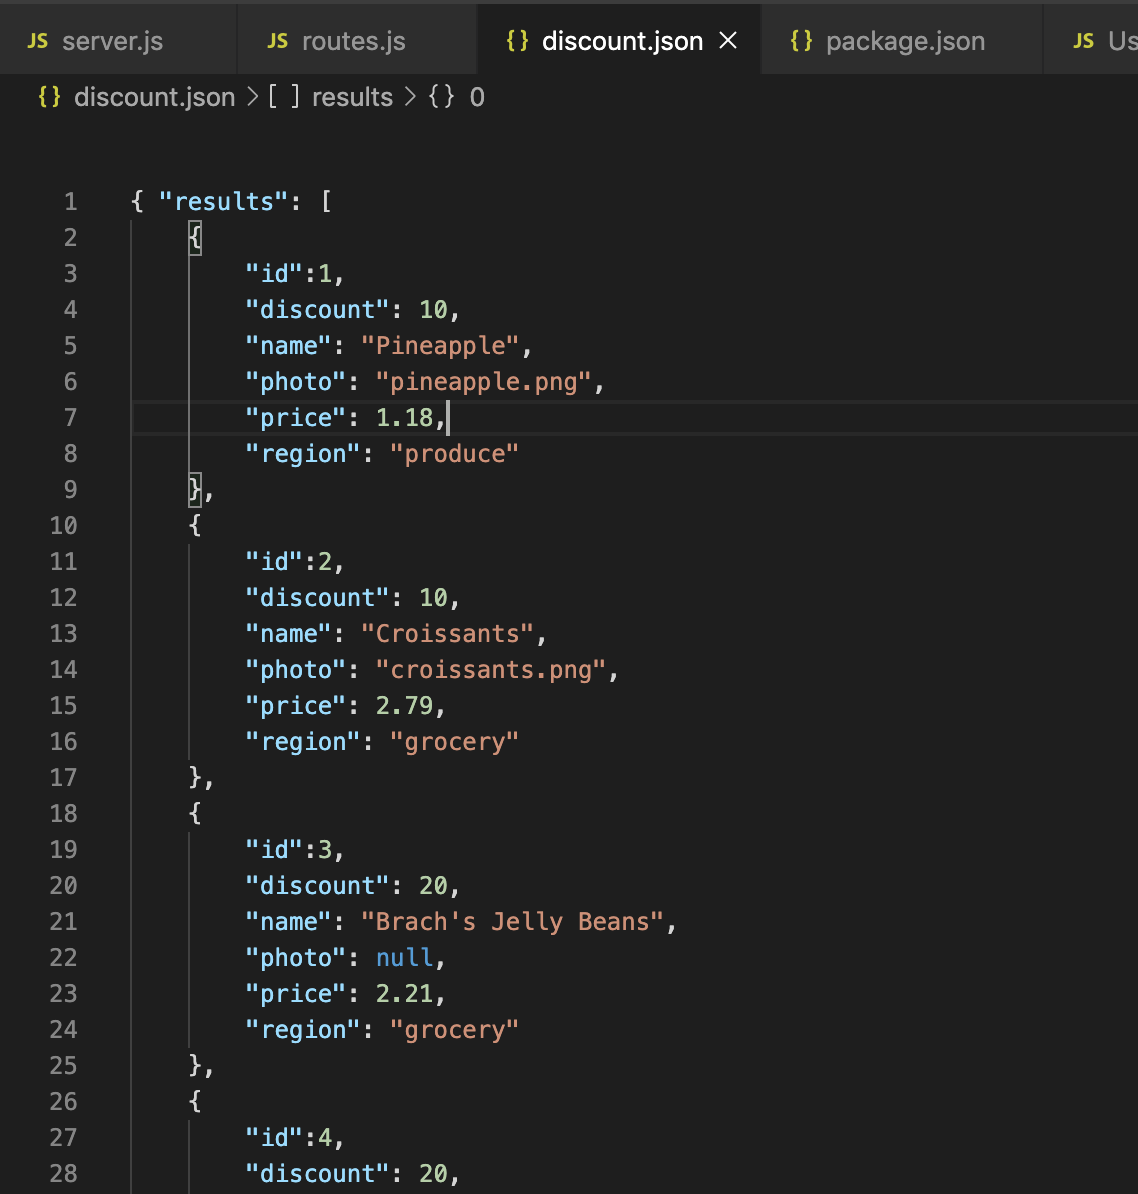 JS server.js JS routes.js {} discount.json × {} package.json JS Us
{} discount.json > [ ] results > {} 0
1 { "results": [
2 {
3 "id":1,
4 "discount": 10,
5 "name": "Pineapple",
6 "photo": "pineapple.png",
7 "price": 1.18,
8 "region": "produce"
9 },
10 {
11 "id":2,
12 "discount": 10,
13 "name": "Croissants",
14 "photo": "croissants.png",
15 "price": 2.79,
16 "region": "grocery"
17 },
18 {
19 "id":3,
20 "discount": 20,
21 "name": "Brach's Jelly Beans",
22 "photo": null,
23 "price": 2.21,
24 "region": "grocery"
25 },
26 {
27 "id":4,
28 "discount": 20,